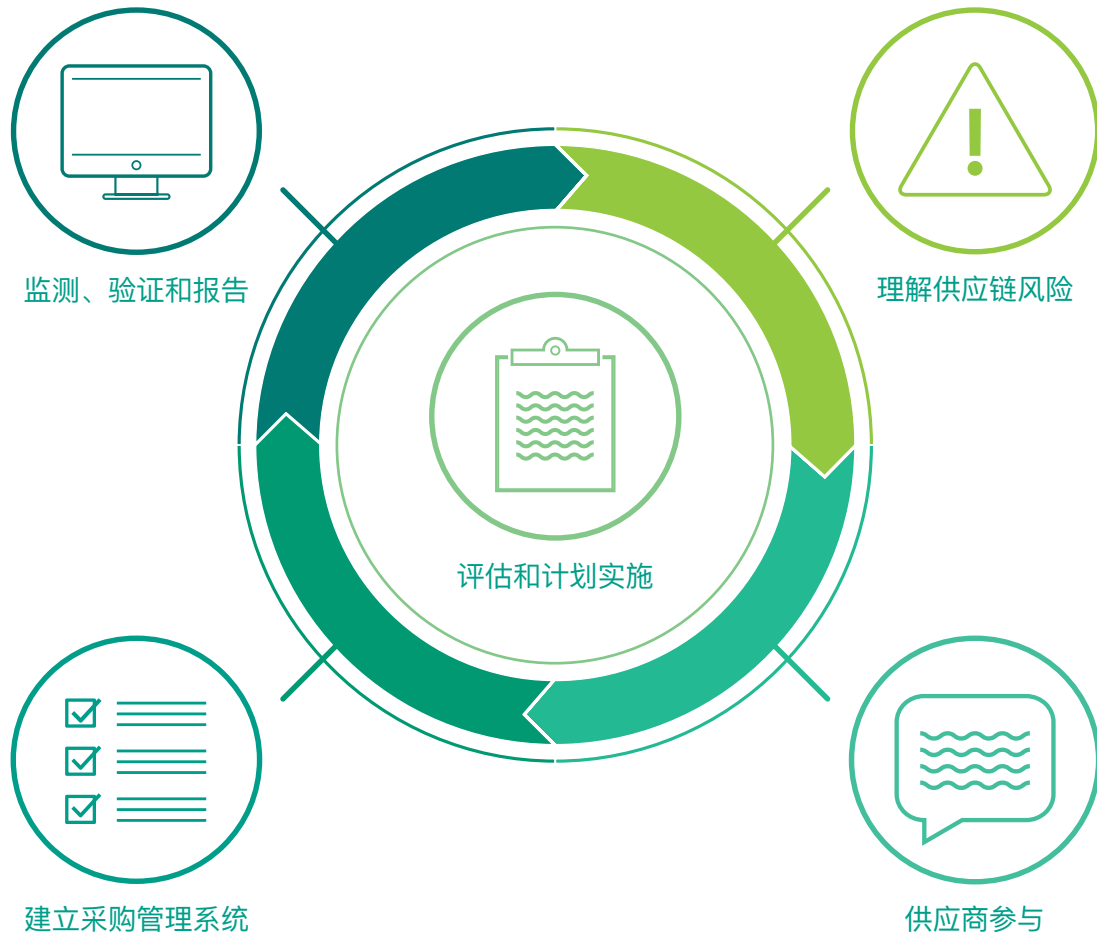 监测、验证和报告
理解供应链风险
评估和计划实施
建立采购管理系统
供应商参与